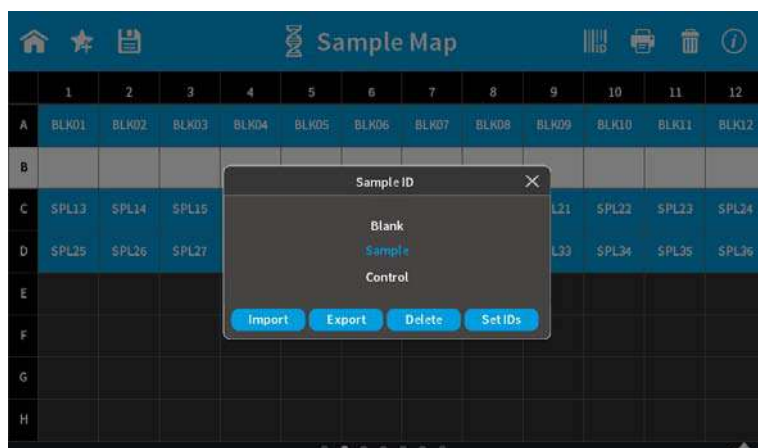 Sample Map
1 2 3 4 5 6 7 8 9 10 11 12
A BLK01 BLK02 BLK03 BLK04 BLK05 BLK06 BLK07 BLK08 BLK09 BLK10 BLK11 BLK12
B
Sample ID
C SPL13 SPL14 SPL15 L21 SPL22 SPL23 SPL24
Blank
D SPL25 SPL26 SPL27 Sample L33 SPL34 SPL35 SPL36
Control
E
Import Export Delete Set IDs
F
G
H